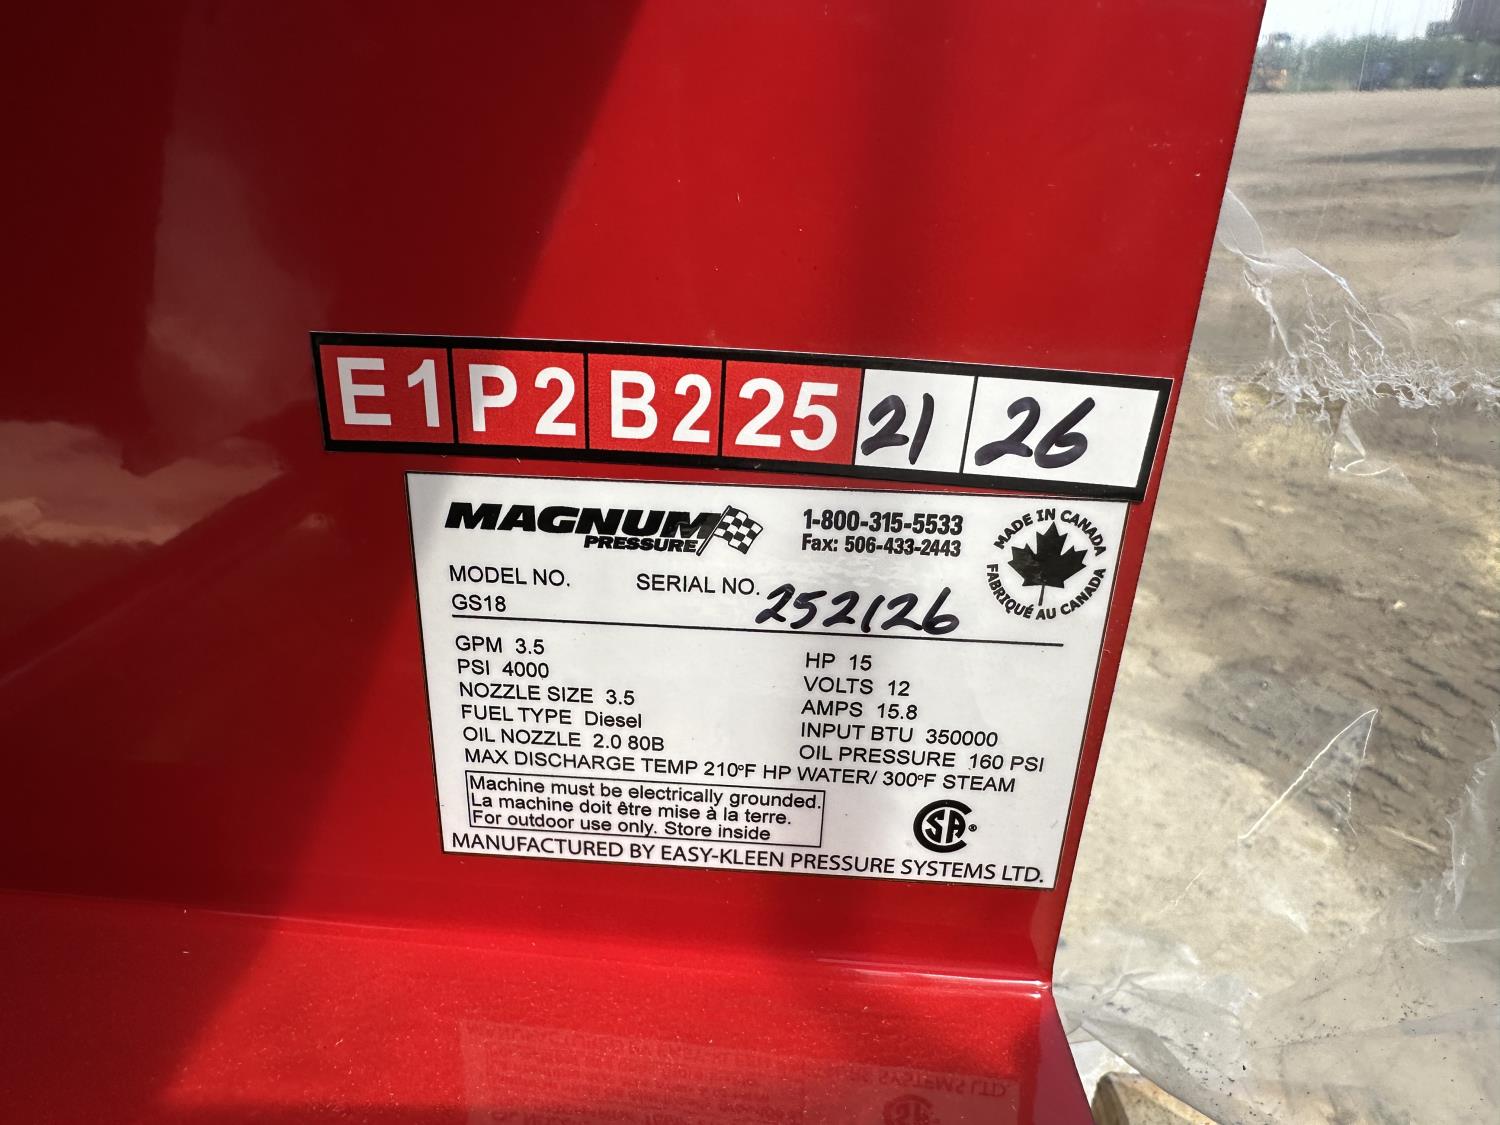 E1 P2 B2 25 21 26
MAGNUM
PRESSURE
1-800-315-5533
Fax: 506-433-2443
MADE IN CANADA
FABRIQUÉ AU CANADA
MODEL NO. SERIAL NO. 252126
GS18
GPM 3.5
PSI 4000
NOZZLE SIZE 3.5
FUEL TYPE Diesel
OIL NOZZLE 2.0 80B
HP 15
VOLTS 12
AMPS 15.8
INPUT BTU 350000
OIL PRESSURE 160 PSI
MAX DISCHARGE TEMP 210°F HP WATER/ 300°F STEAM
Machine must be electrically grounded.
La machine doit être mise à la terre.
For outdoor use only. Store inside
SA®
MANUFACTURED BY EASY-KLEEN PRESSURE SYSTEMS LTD.